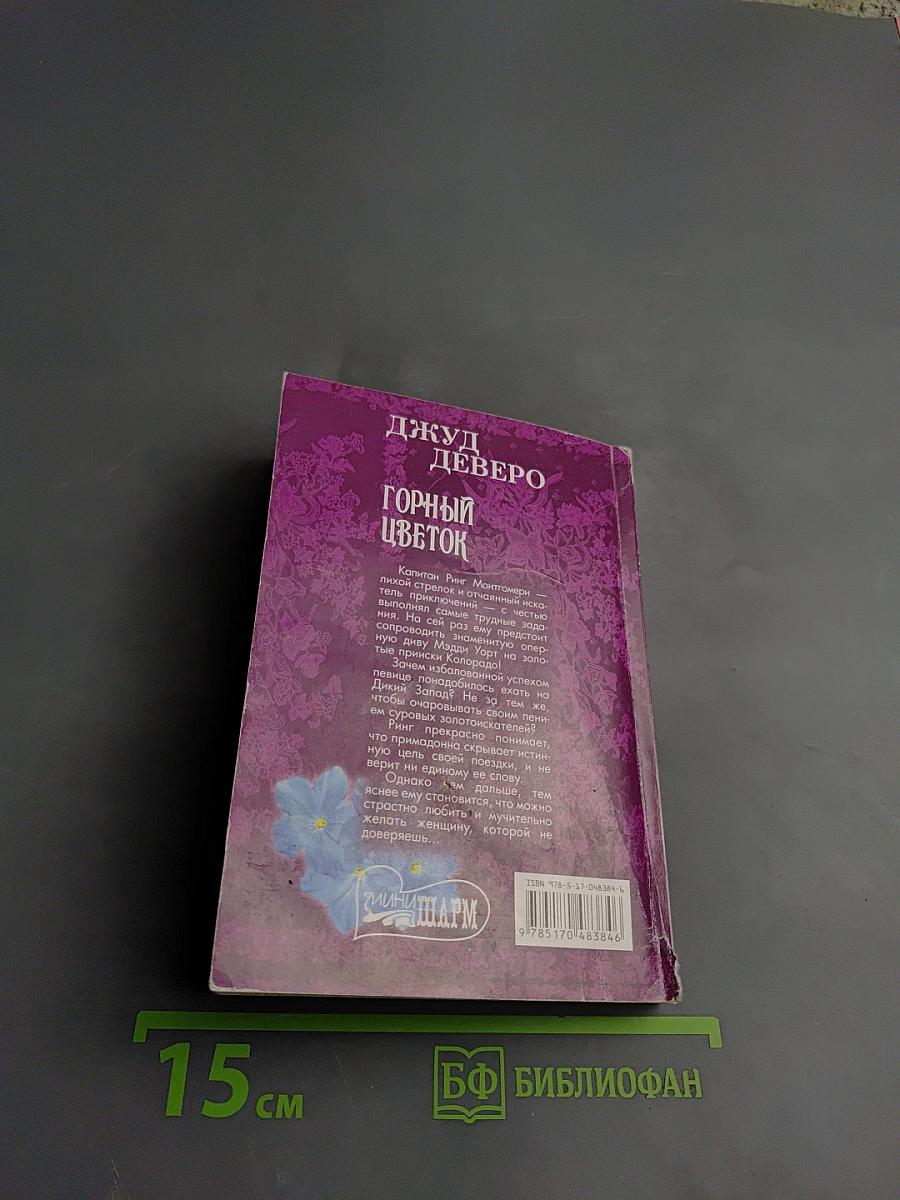 ДЖУД
ДЕВЕРО
ГОРНЫЙ
ЦВЕТОК
Капитан Ринг Монтгомери —
лихой стрелок и отчаянный иска-
тель приключений — с честью
выполнял самые трудные зада-
ния. На сей раз ему предстоит
сопроводить знаменитую опер-
ную диву Мэдди Уорт на золо-
тые прииски Колорадо!
Зачем избалованной успехом
певице понадобилось ехать на
Дикий Запад? Не за тем же,
чтобы очаровывать своим пени-
ем суровых золотоискателей?
Ринг прекрасно понимает,
что примадонна скрывает истин-
ную цель своей поездки, и не
верит ни единому ее слову.
Однако чем дальше, тем
яснее ему становится, что можно
страстно любить и мучительно
желать женщину, которой не
доверяешь...
мини
ШАРМ
ISBN 978-5-17-048384-6
9 785170 483846
15 см
БФ БИБЛИОФАН